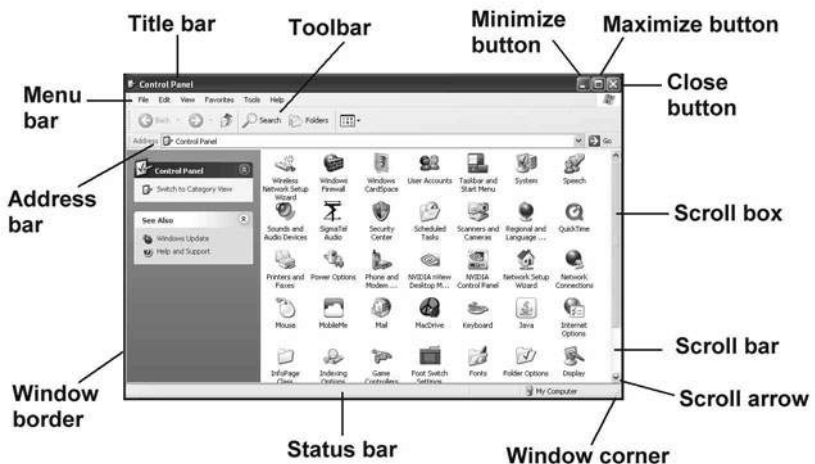 Title bar
Toolbar
Minimize
button
Maximize button
Close
button
Menu
bar
Control Panel
File Edit View Favorites Tools Help
Back
Search Folders
Address Control Panel Go
Address
bar
Control Panel
Switch to Category View
See Also
Windows Update
Help and Support
Wireless
Network Setup
Wizard
Windows
Firewall
Windows
CardSpace
User Accounts
Taskbar and
Start Menu
System
Speech
Sounds and
Audio Devices
SigmaTel
Audio
Security
Center
Scheduled
Tasks
Scanners and
Cameras
Regional and
Language ...
QuickTime
Printers and
Faxes
Power Options
Phone and
Modem ...
NVIDIA nView
Desktop M...
NVIDIA
Control Panel
Network Setup
Wizard
Network
Connections
Mouse
MobileMe
Mail
MacDrive
Keyboard
Java
Internet
Options
InfoPage
Class
Indexing
Options
Game
Controllers
Foot Switch
Settings
Fonts
Folder Options
Display
My Computer
Scroll box
Scroll bar
Scroll arrow
Window
border
Status bar
Window corner